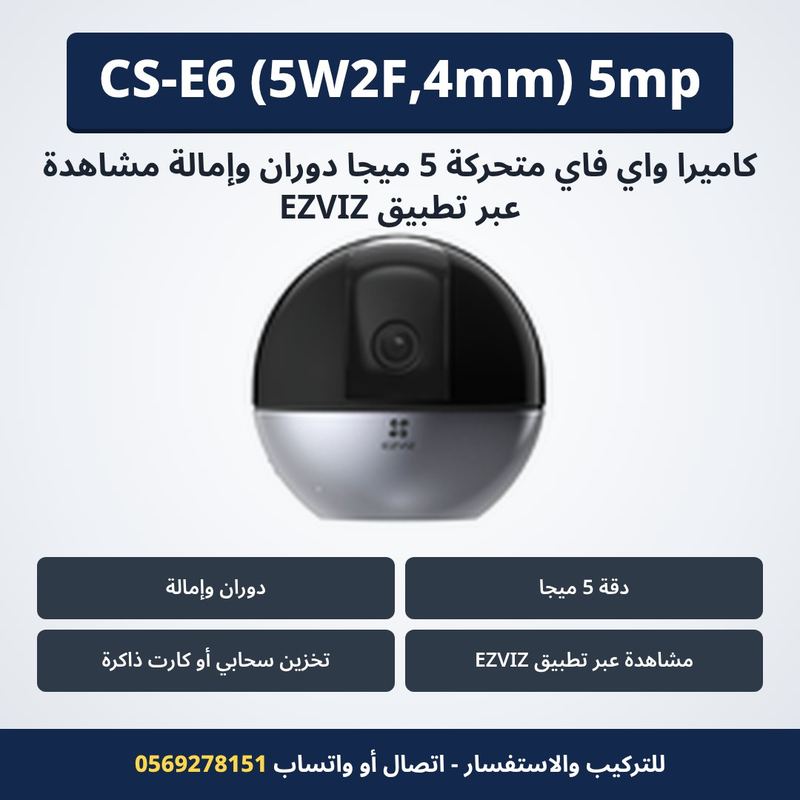 CS-E6 (5W2F,4mm) 5mp
كاميرا واي فاي متحركة 5 ميجا دوران وإمالة مشاهدة
عبر تطبيق EZVIZ
EZVIZ
دقة 5 ميجا
دوران وإمالة
مشاهدة عبر تطبيق EZVIZ
تخزين سحابي أو كارت ذاكرة
للتركيب والاستفسار - اتصال أو واتساب 0569278151